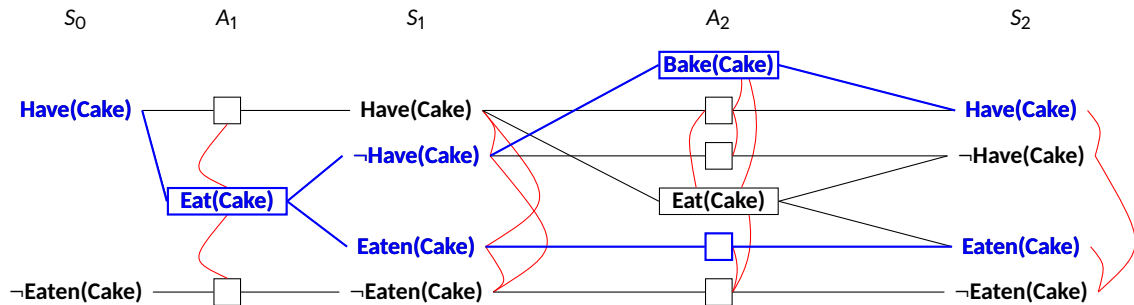 S0 A1 S1 A2 S2
Bake(Cake)
Have(Cake) Have(Cake) Have(Cake)
¬Have(Cake) ¬Have(Cake)
Eat(Cake) Eat(Cake)
Eaten(Cake) Eaten(Cake)
¬Eaten(Cake) ¬Eaten(Cake) ¬Eaten(Cake)